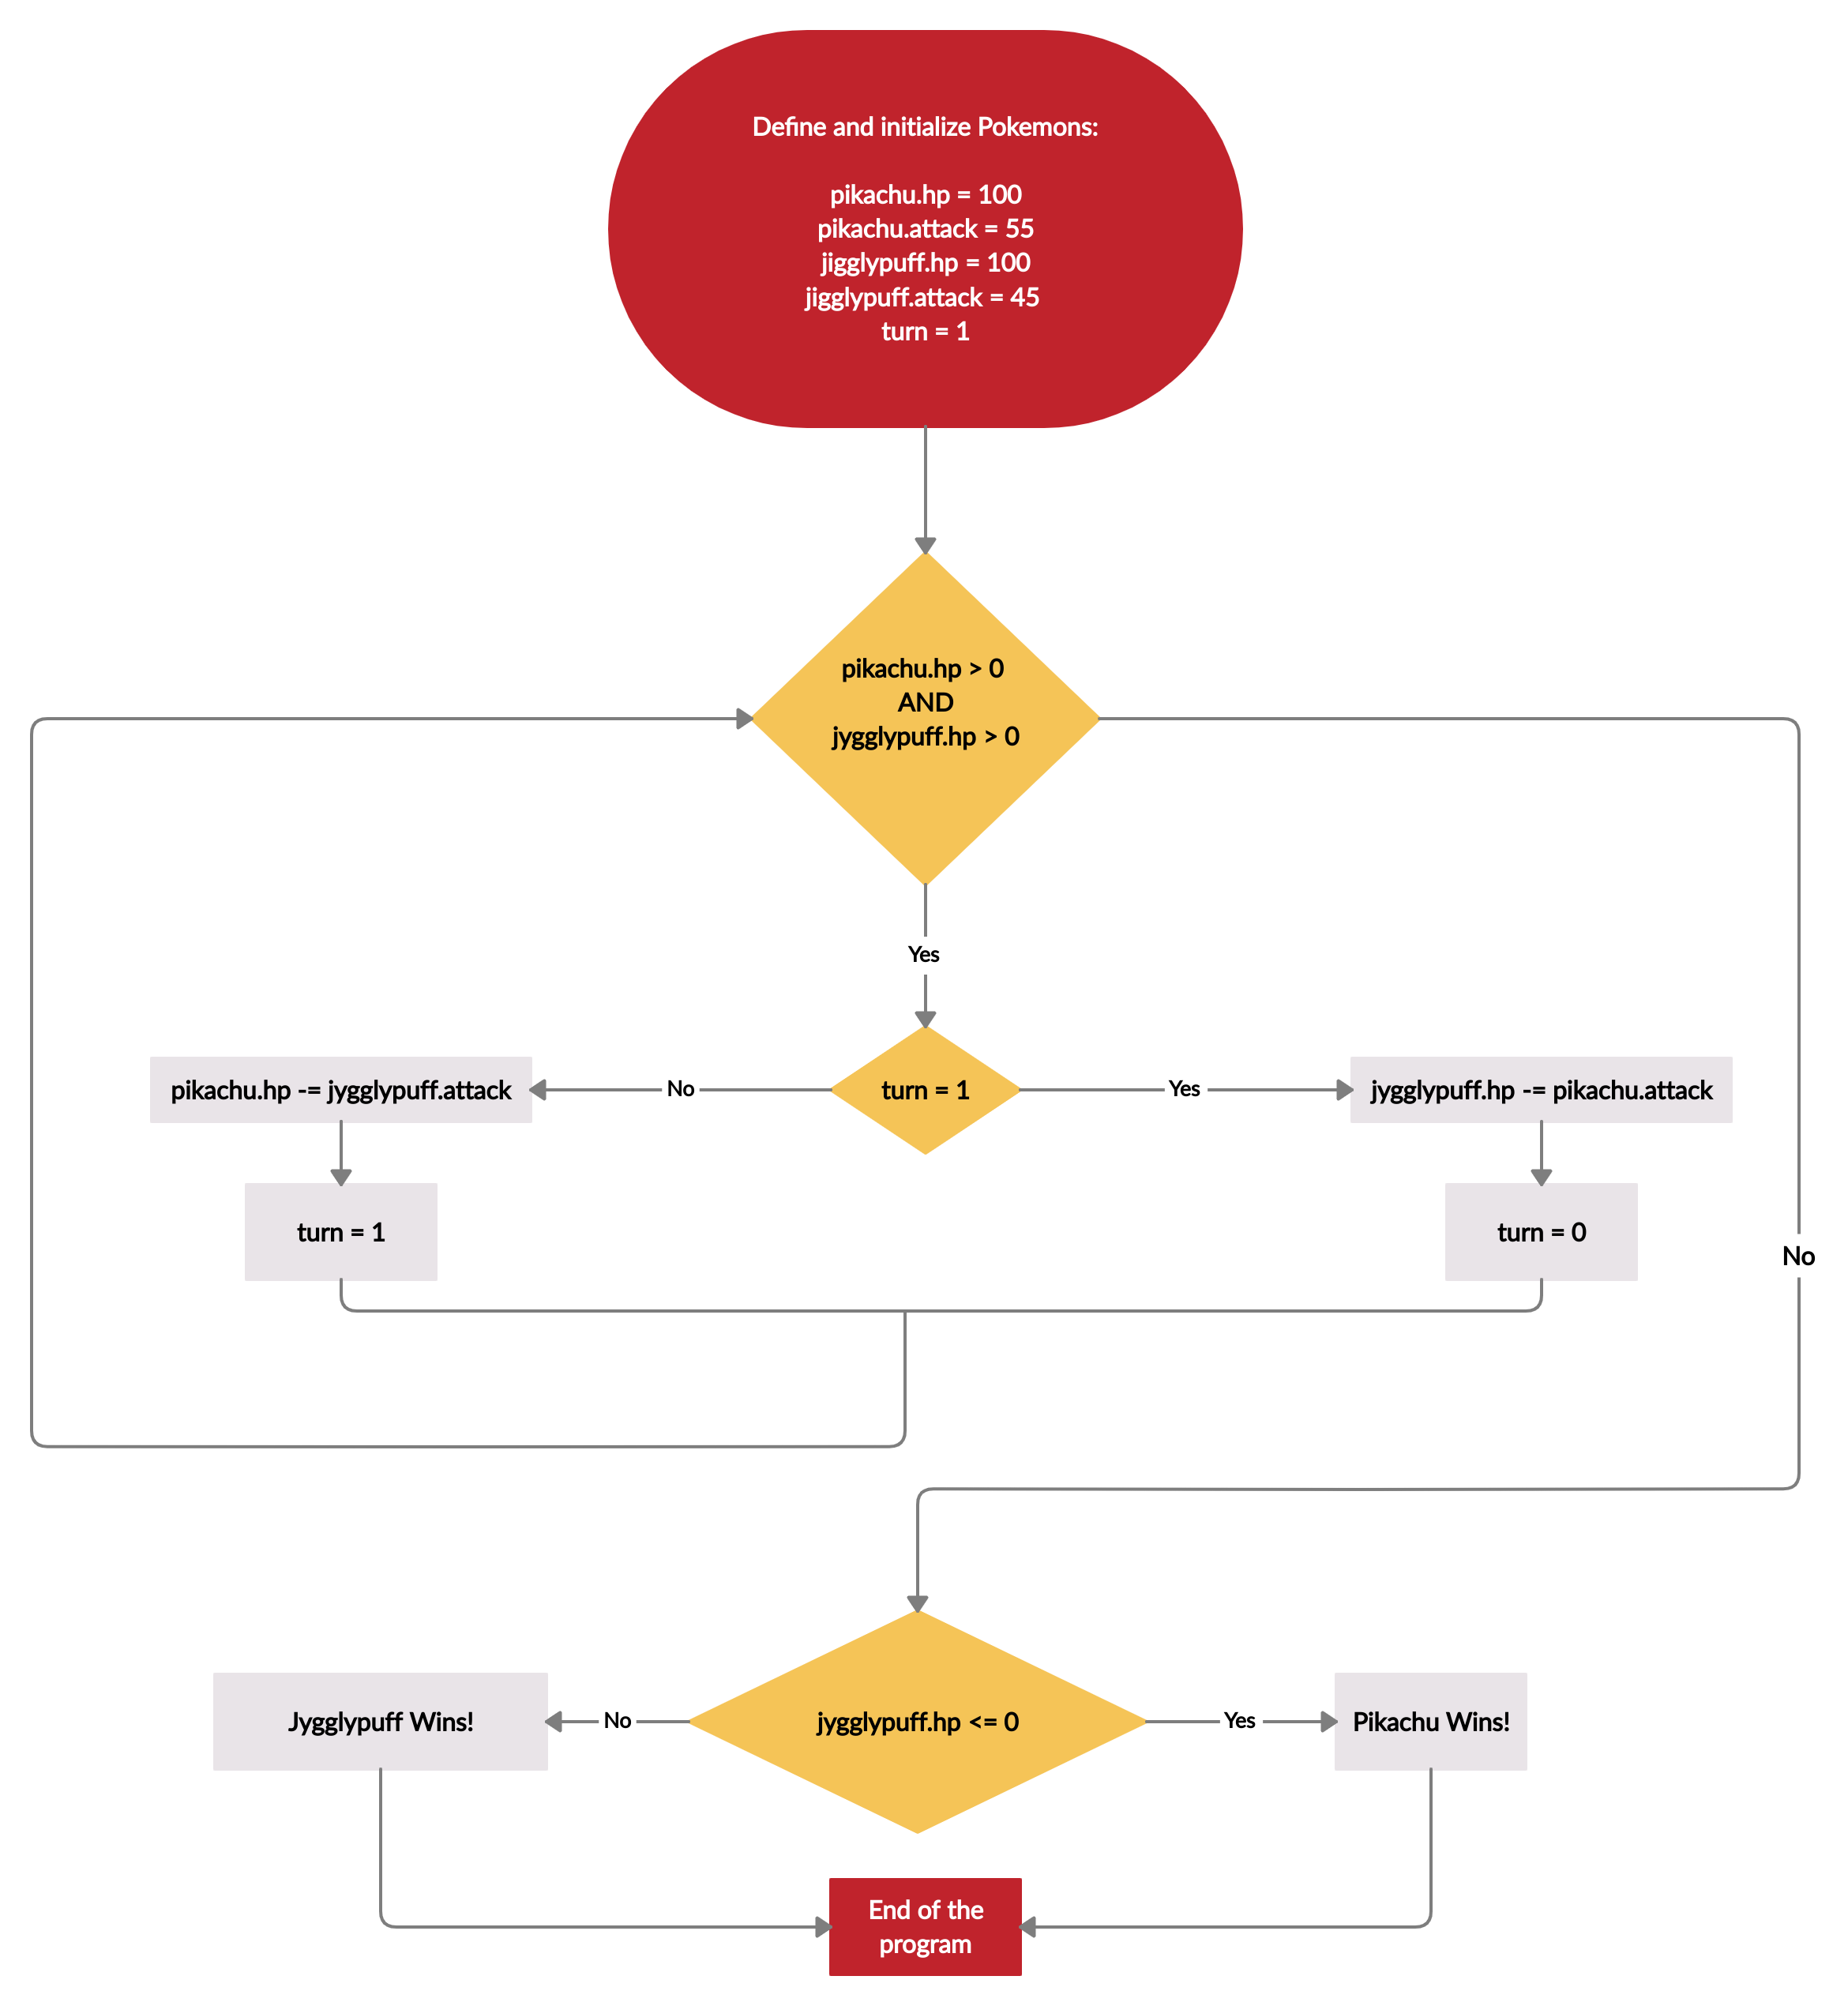 Define and initialize Pokemons:
pikachu.hp = 100
pikachu.attack = 55
jigglypuff.hp = 100
jigglypuff.attack = 45
turn = 1
pikachu.hp > 0
AND
jygglypuff.hp > 0
Yes
pikachu.hp -= jygglypuff.attack
No
turn = 1
Yes
jygglypuff.hp -= pikachu.attack
turn = 1
turn = 0
No
Jygglypuff Wins!
No
jygglypuff.hp <= 0
Yes
Pikachu Wins!
End of the
program